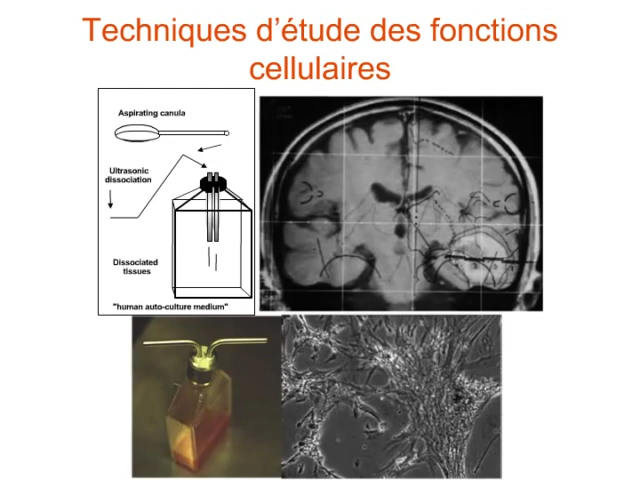 Techniques d’étude des fonctions
cellulaires
Aspirating canula
Ultrasonic
dissociation
Dissociated
tissues
"human auto-culture medium"